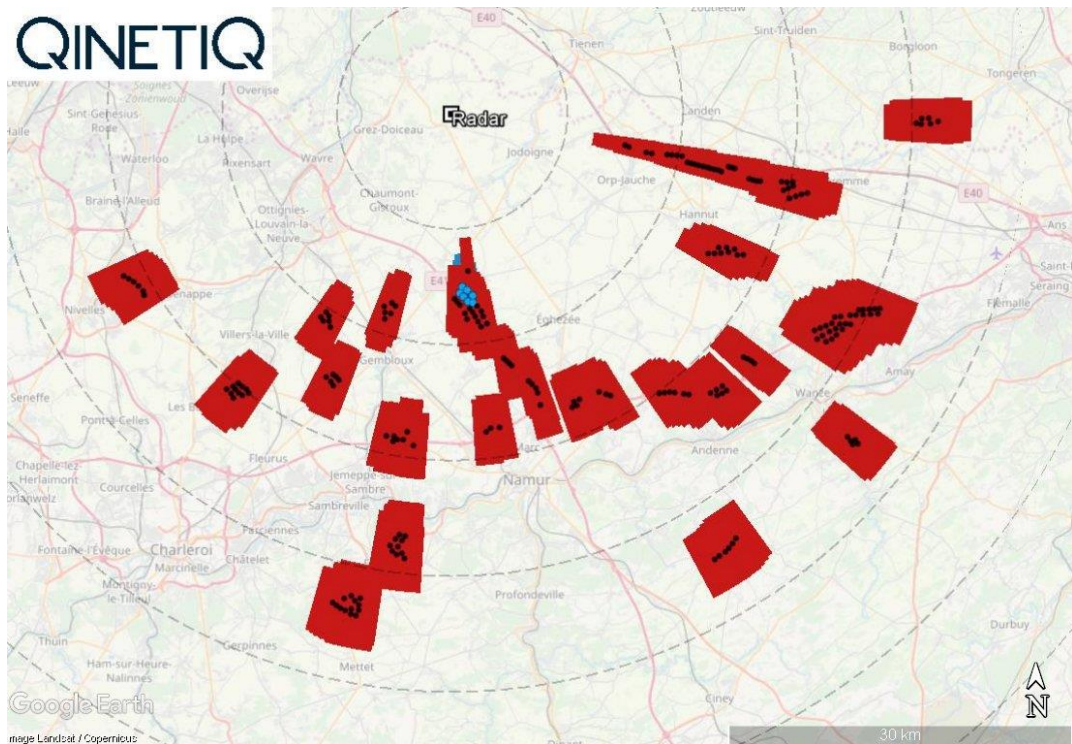 QINETIQ
E40
Zoutleeuw
Tienen
Sint-Truiden
Borgloon
Tongeren
Overijse
Sint-Genesius
Rode
La Hulpe
Waterloo
Rixensart
Wavre
Grez-Doiceau
Radar
Landen
Jodoigne
Orp-Jauche
Braine-l'Alleud
Chaumont-
Gistoux
Ottignies-
Louvain-la-
Neuve
Hannut
E40
Ans
Saint-
Seraing
Flémalle
Nivelles
Villers-la-Ville
Gembloux
Éghezée
Amay
Wanze
Seneffe
Pont-à-Celles
Les B
Fleurus
Marc
Andenne
Chapelle-lez-
Herlaimont
Courcelles
Jemeppe-sur-
Sambre
Namur
Sambreville
Farciennes
Fontaine-l'Évêque
Charleroi
Châtelet
Marcinelle
Montigny-
le-Tilleul
Profondeville
Thuin
Gerpinnes
Durbuy
Ham-sur-Heure-
Nalinnes
Mettet
Ciney
N
Google Earth
30 km
mage Landsat / Copernicus